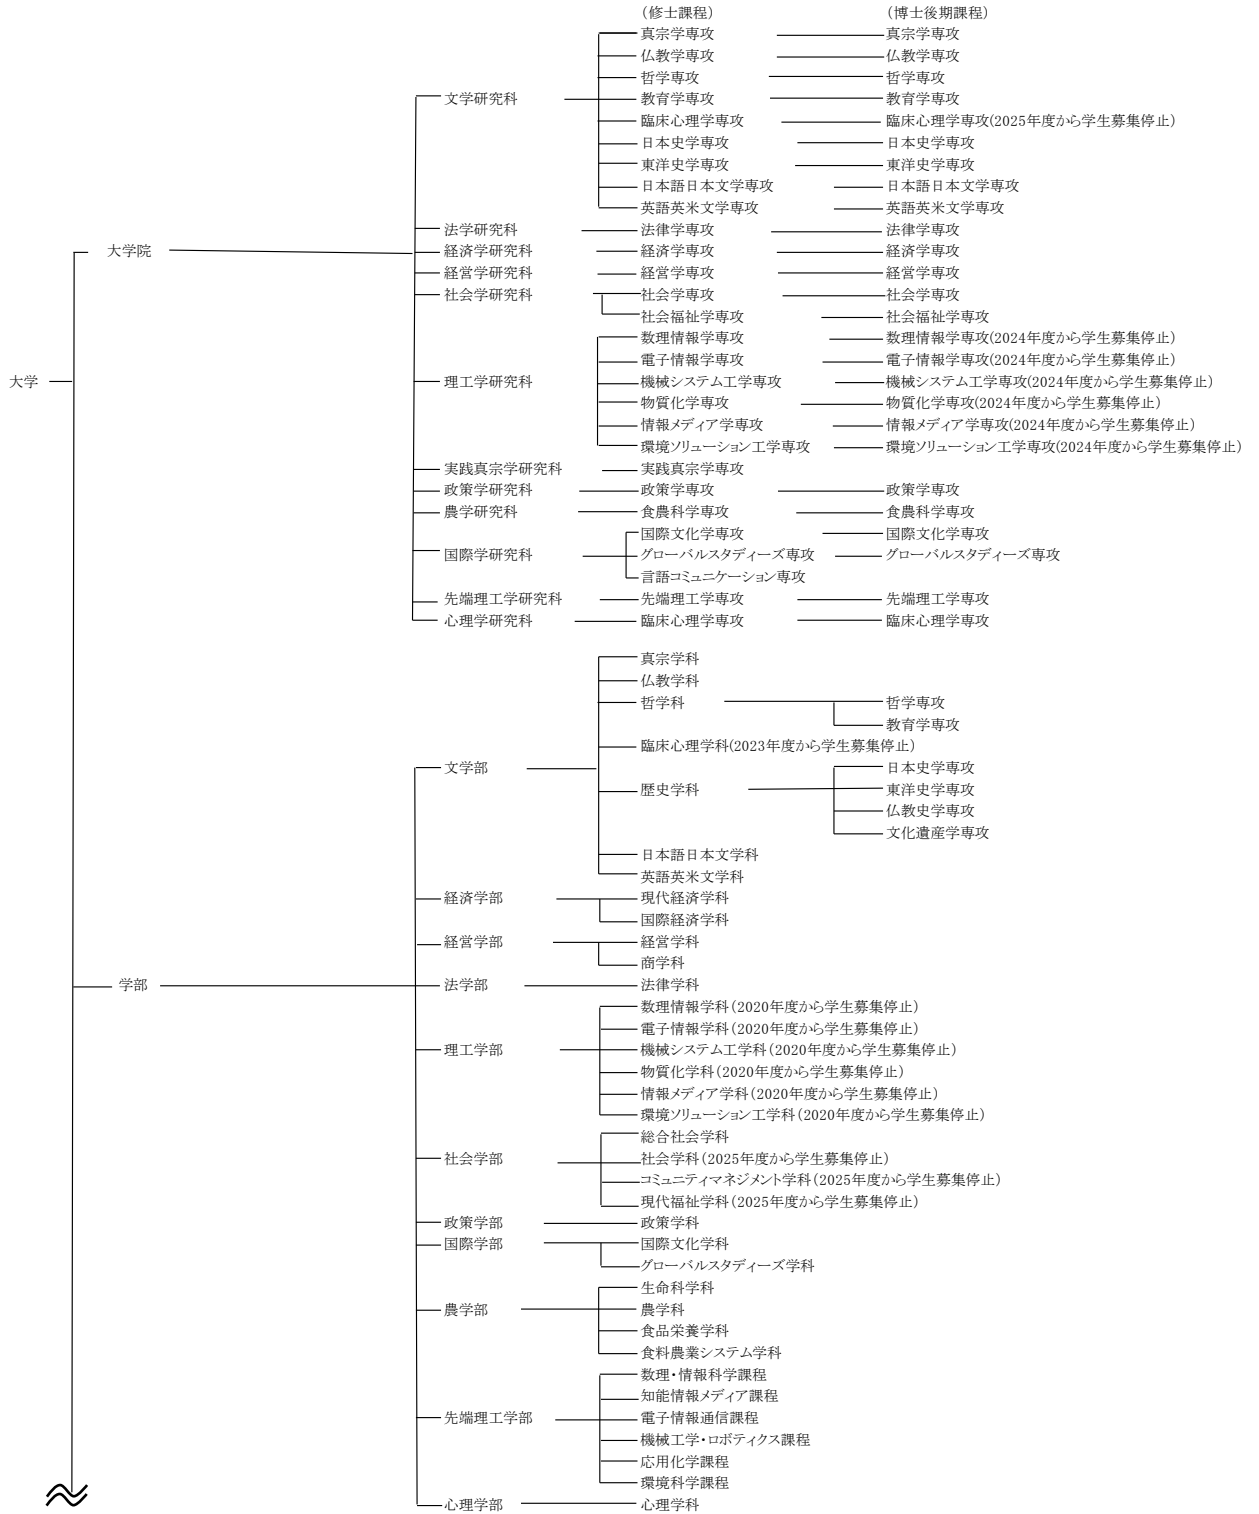 （修士課程） （博士後期課程）
真宗学専攻 真宗学専攻
仏教学専攻 仏教学専攻
哲学専攻 哲学専攻
文学研究科 教育学専攻 教育学専攻
臨床心理学専攻 臨床心理学専攻(2025年度から学生募集停止)
日本史学専攻 日本史学専攻
東洋史学専攻 東洋史学専攻
日本語日本文学専攻 日本語日本文学専攻
英語英米文学専攻 英語英米文学専攻
法学研究科 法律学専攻 法律学専攻
大学院 経済学研究科 経済学専攻 経済学専攻
経営学研究科 経営学専攻 経営学専攻
社会学研究科 社会学専攻 社会学専攻
社会福祉学専攻 社会福祉学専攻
数理情報学専攻 数理情報学専攻(2024年度から学生募集停止)
電子情報学専攻 電子情報学専攻(2024年度から学生募集停止)
大学 理工学研究科 機械システム工学専攻 機械システム工学専攻(2024年度から学生募集停止)
物質化学専攻 物質化学専攻(2024年度から学生募集停止)
情報メディア学専攻 情報メディア学専攻(2024年度から学生募集停止)
環境ソリューション工学専攻 環境ソリューション工学専攻(2024年度から学生募集停止)
実践真宗学研究科 実践真宗学専攻
政策学研究科 政策学専攻 政策学専攻
農学研究科 食農科学専攻 食農科学専攻
国際文化学専攻 国際文化学専攻
国際学研究科 グローバルスタディーズ専攻 グローバルスタディーズ専攻
言語コミュニケーション専攻
先端理工学研究科 先端理工学専攻 先端理工学専攻
心理学研究科 臨床心理学専攻 臨床心理学専攻
真宗学科
仏教学科
哲学科 哲学専攻
教育学専攻
臨床心理学科(2023年度から学生募集停止)
文学部 日本史学専攻
歴史学科 東洋史学専攻
仏教史学専攻
文化遺産学専攻
日本語日本文学科
英語英米文学科
経済学部 現代経済学科
国際経済学科
経営学部 経営学科
商学科
学部 法学部 法律学科
数理情報学科（2020年度から学生募集停止）
電子情報学科（2020年度から学生募集停止）
理工学部 機械システム工学科（2020年度から学生募集停止）
物質化学科（2020年度から学生募集停止）
情報メディア学科（2020年度から学生募集停止）
環境ソリューション工学科（2020年度から学生募集停止）
総合社会学科
社会学部 社会学科（2025年度から学生募集停止）
コミュニティマネジメント学科（2025年度から学生募集停止）
現代福祉学科（2025年度から学生募集停止）
政策学部 政策学科
国際学部 国際文化学科
グローバルスタディーズ学科
生命科学科
農学部 農学科
食品栄養学科
食料農業システム学科
数理・情報科学課程
知能情報メディア課程
先端理工学部 電子情報通信課程
機械工学・ロボティクス課程
応用化学課程
環境科学課程
心理学部 心理学科